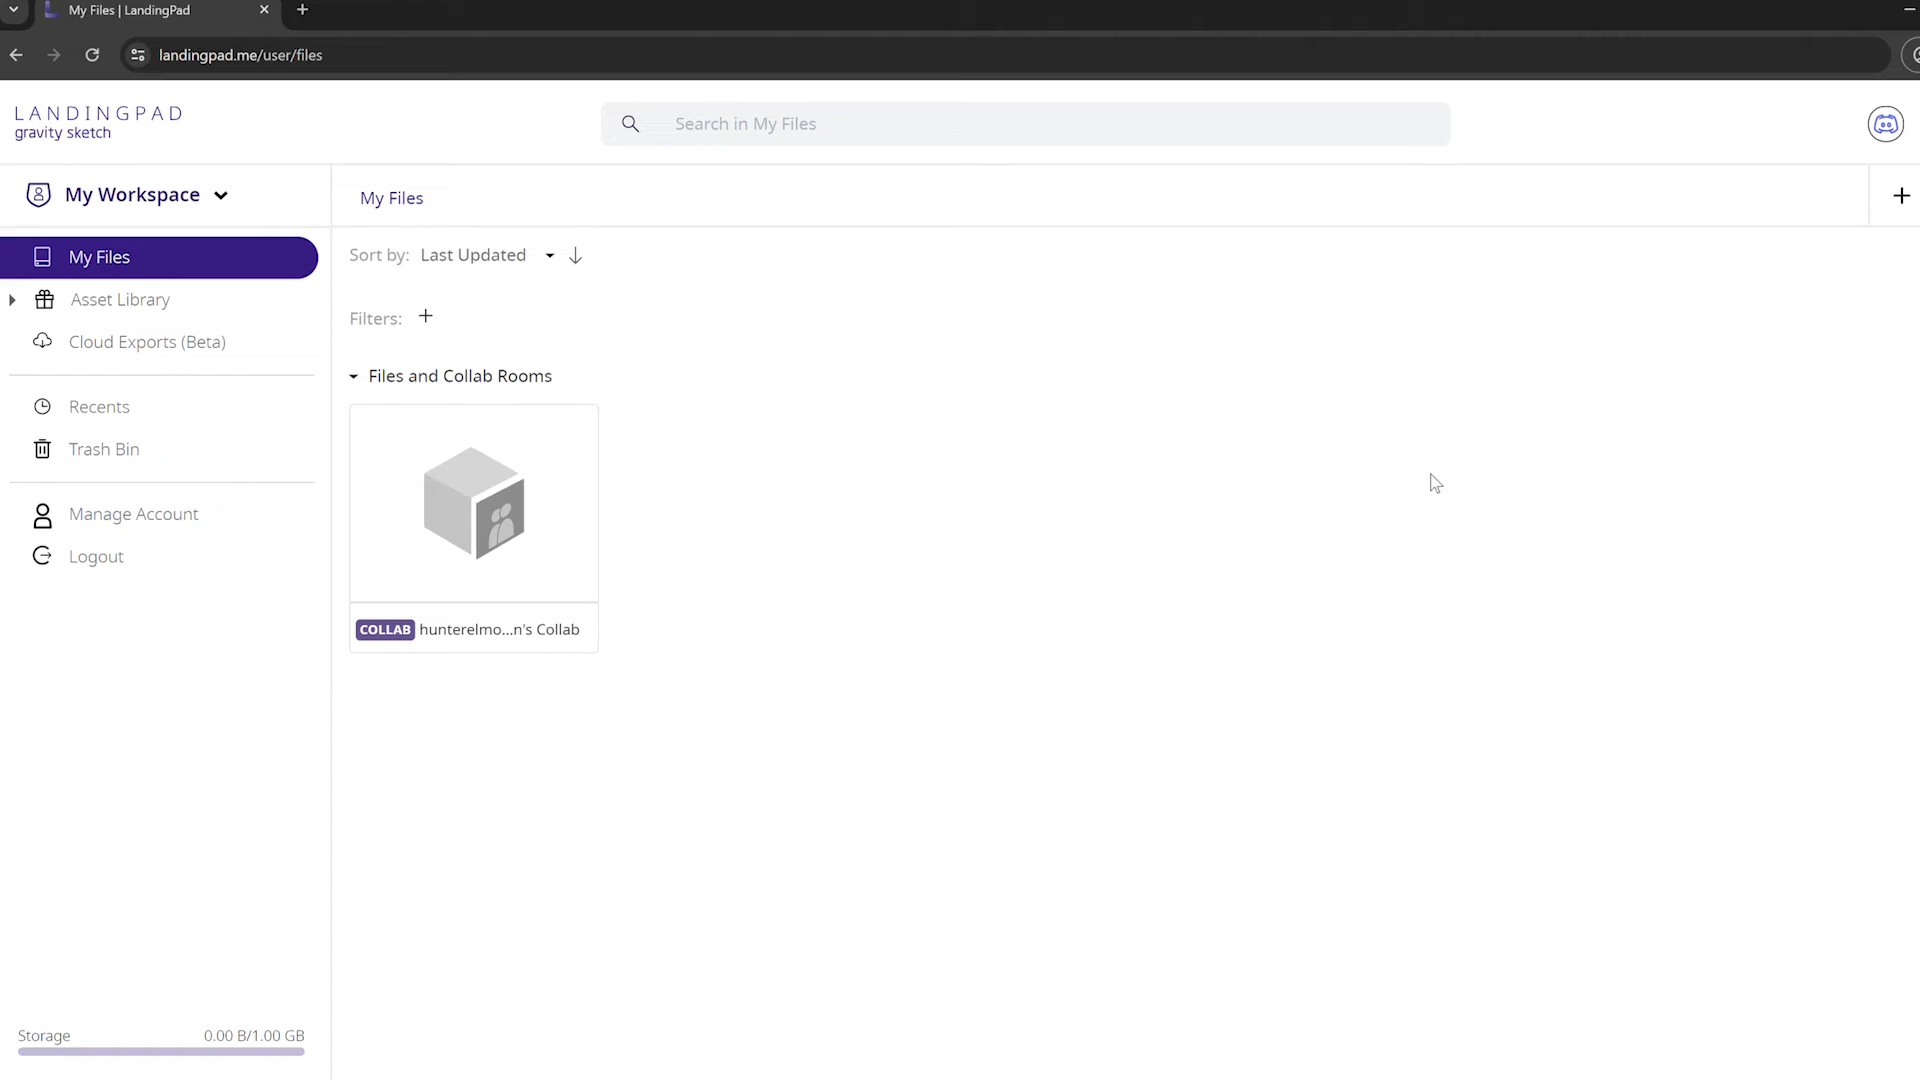 My Files | LandingPad
landingpad.me/user/files
LANDINGPAD
gravity sketch
Search in My Files
My Workspace
My Files
My Files
Asset Library
Cloud Exports (Beta)
Recents
Trash Bin
Manage Account
Logout
Storage 0.00 B/1.00 GB
Sort by: Last Updated
Filters:
Files and Collab Rooms
COLLAB hunterelmo...n's Collab